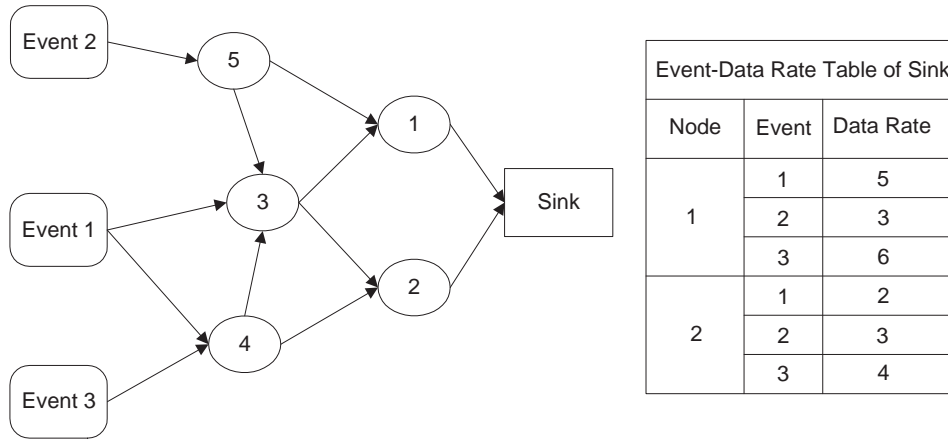 Event 2
5
1
3
Sink
Event 1
2
4
Event 3
Event-Data Rate Table of Sink
Node Event Data Rate
1 1 5
2 3
3 6
2 1 2
2 3
3 4